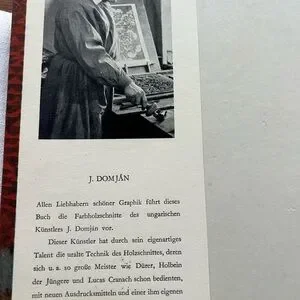 J. DOMJÁN
Allen Liebhabern schöner Graphik führt dieses
Buch die Farbholzschnitte des ungarischen
Künstlers J. Domján vor.
Dieser Künstler hat durch sein eigenartiges
Talent die uralte Technik des Holzschnittes, deren
sich u. a. so große Meister wie Dürer, Holbein
der Jüngere und Lucas Cranach schon bedienten,
mit neuen Ausdrucksmitteln und einer ihm eigenen